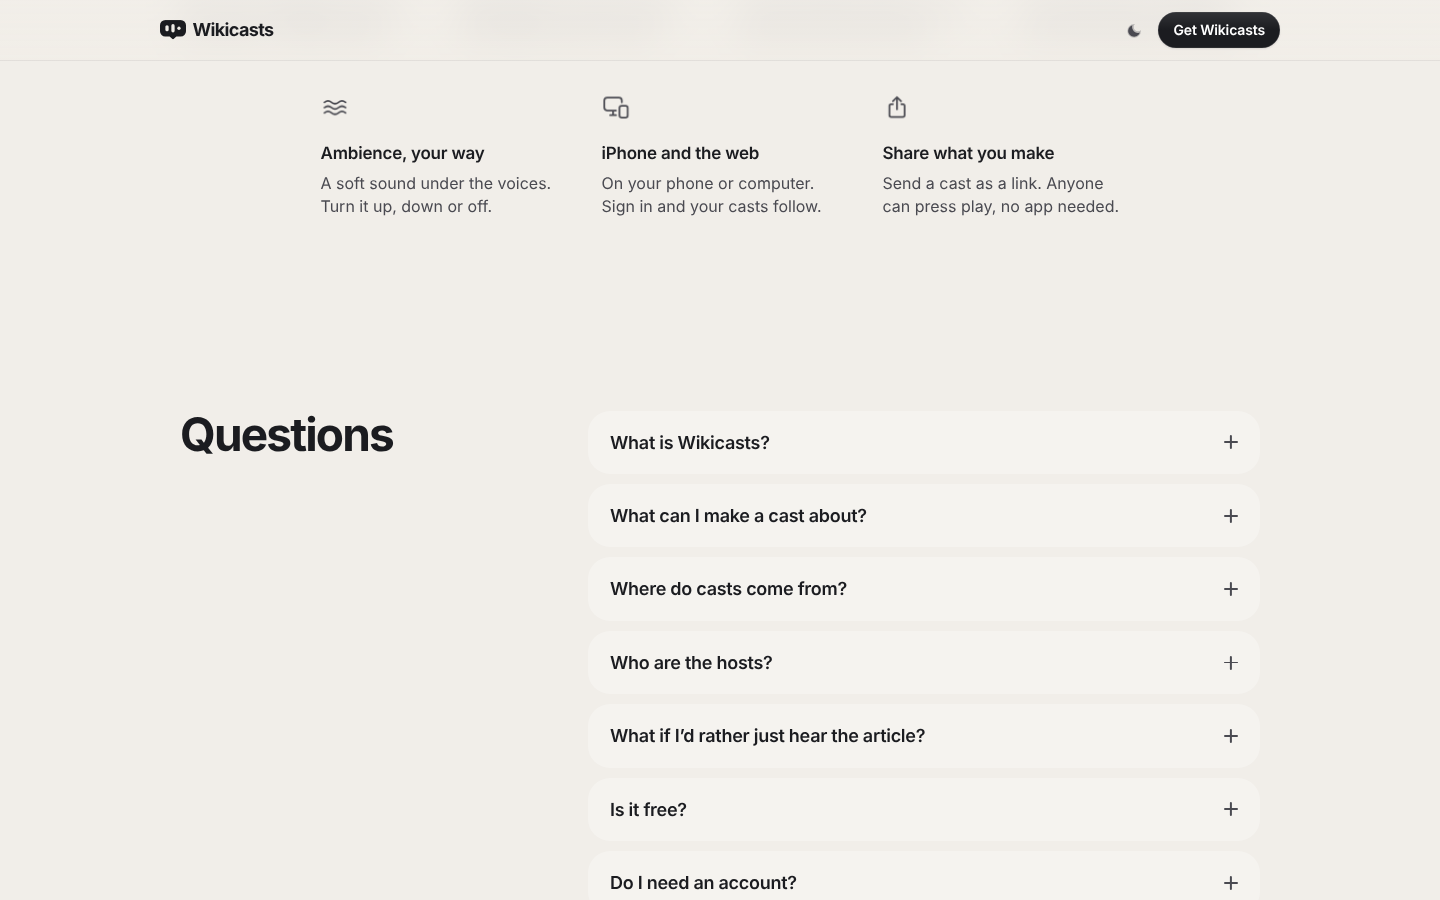 Wikicasts
Get Wikicasts
Ambience, your way
A soft sound under the voices.
Turn it up, down or off.
iPhone and the web
On your phone or computer.
Sign in and your casts follow.
Share what you make
Send a cast as a link. Anyone
can press play, no app needed.
Questions
What is Wikicasts?
What can I make a cast about?
Where do casts come from?
Who are the hosts?
What if I’d rather just hear the article?
Is it free?
Do I need an account?